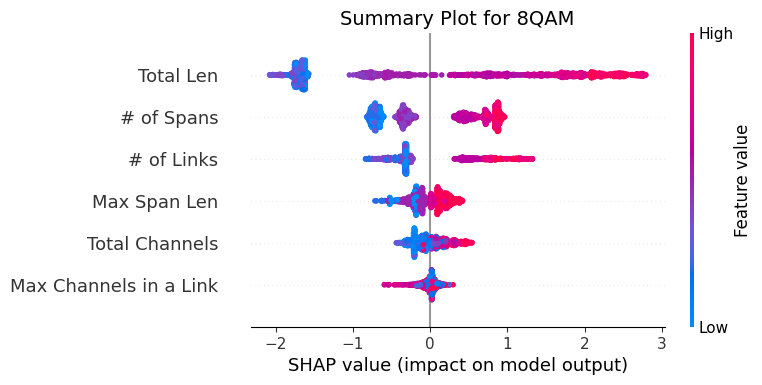 Summary Plot for 8QAM
High
Total Len
# of Spans
# of Links
Max Span Len
Total Channels
Max Channels in a Link
Feature value
Low
−2 −1 0 1 2 3
SHAP value (impact on model output)